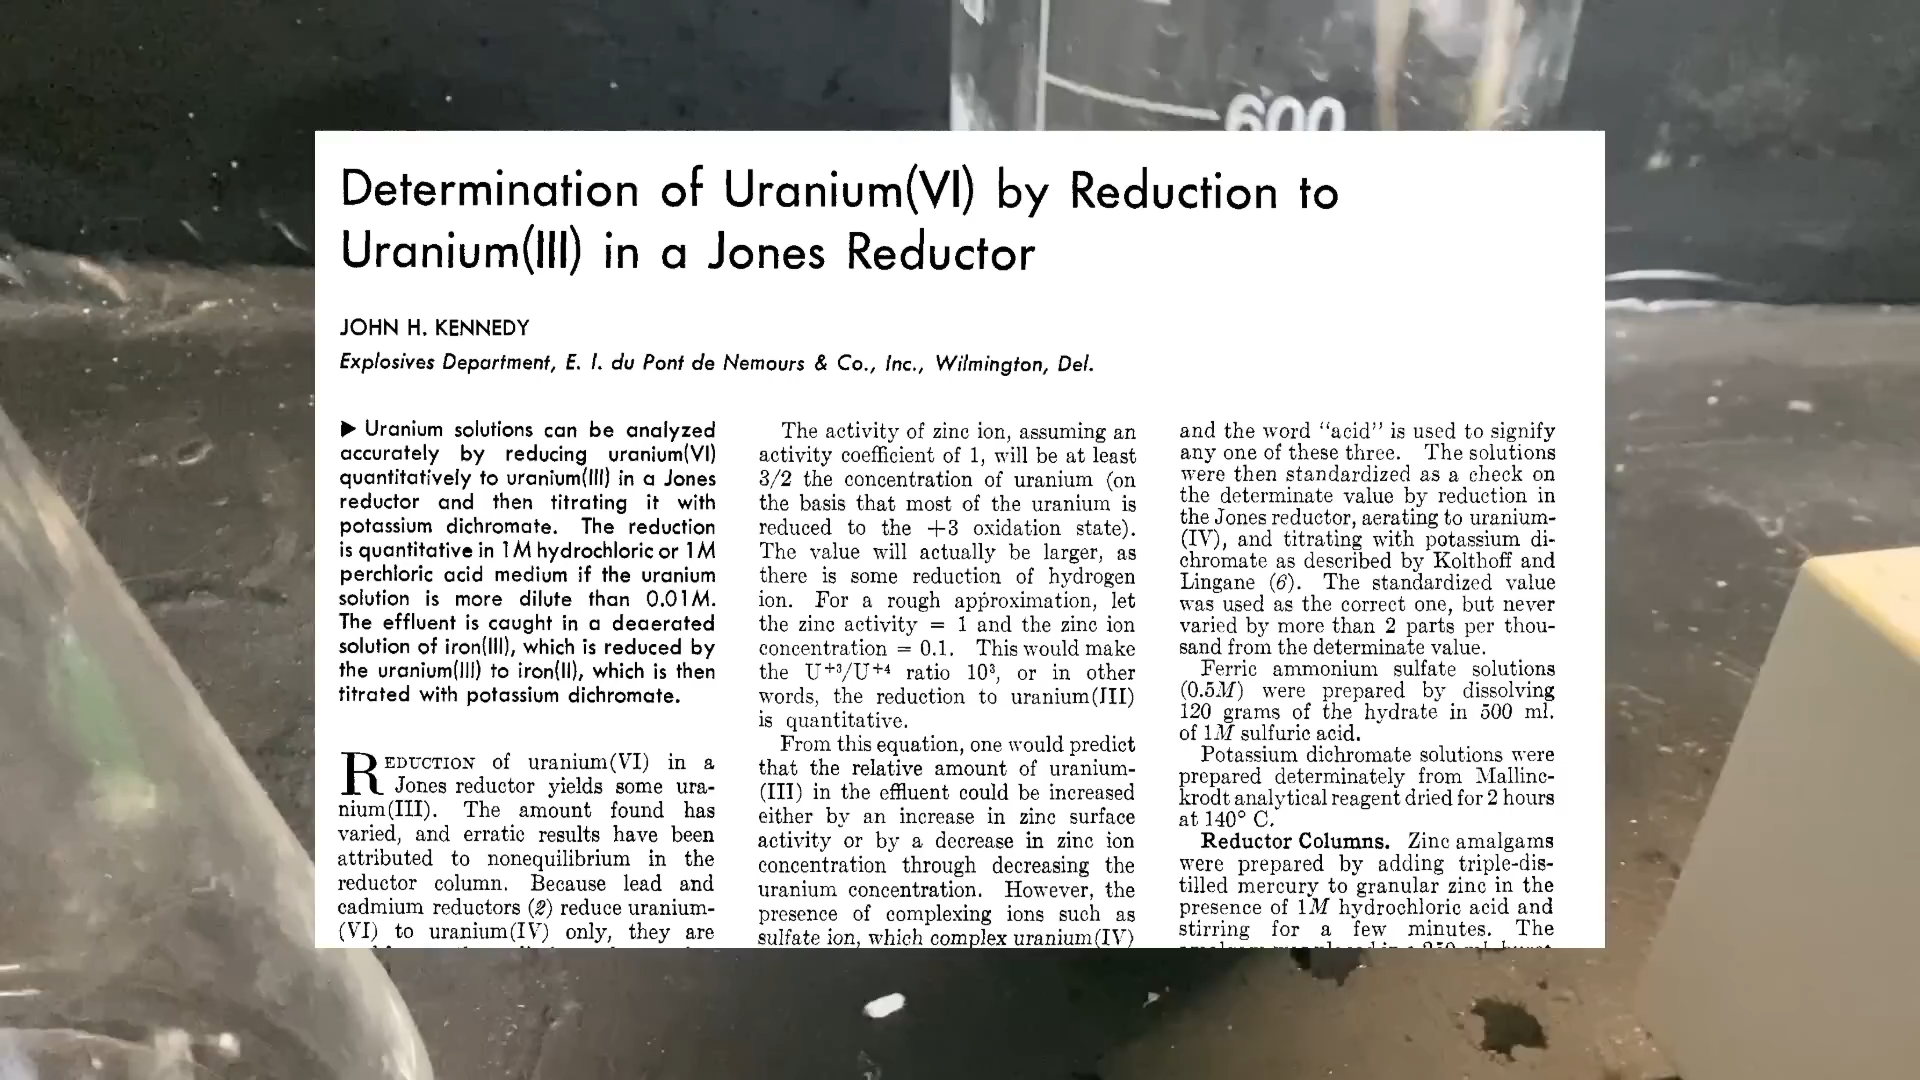 600
Determination of Uranium(VI) by Reduction to
Uranium(III) in a Jones Reductor
JOHN H. KENNEDY
Explosives Department, E. I. du Pont de Nemours & Co., Inc., Wilmington, Del.
▶ Uranium solutions can be analyzed
accurately by reducing uranium(VI)
quantitatively to uranium(III) in a Jones
reductor and then titrating it with
potassium dichromate. The reduction
is quantitative in 1M hydrochloric or 1M
perchloric acid medium if the uranium
solution is more dilute than 0.01M.
The effluent is caught in a deaerated
solution of iron(III), which is reduced by
the uranium(III) to iron(II), which is then
titrated with potassium dichromate.
REDUCTION of uranium(VI) in a
Jones reductor yields some ura-
nium(III). The amount found has
varied, and erratic results have been
attributed to nonequilibrium in the
reductor column. Because lead and
cadmium reductors (2) reduce uranium-
(VI) to uranium(IV) only, they are
The activity of zinc ion, assuming an
activity coefficient of 1, will be at least
3/2 the concentration of uranium (on
the basis that most of the uranium is
reduced to the +3 oxidation state).
The value will actually be larger, as
there is some reduction of hydrogen
ion. For a rough approximation, let
the zinc activity = 1 and the zinc ion
concentration = 0.1. This would make
the U+3/U+4 ratio 10³, or in other
words, the reduction to uranium(III)
is quantitative.
From this equation, one would predict
that the relative amount of uranium-
(III) in the effluent could be increased
either by an increase in zinc surface
activity or by a decrease in zinc ion
concentration through decreasing the
uranium concentration. However, the
presence of complexing ions such as
sulfate ion, which complex uranium(IV)
and the word “acid” is used to signify
any one of these three. The solutions
were then standardized as a check on
the determinate value by reduction in
the Jones reductor, aerating to uranium-
(IV), and titrating with potassium di-
chromate as described by Kolthoff and
Lingane (6). The standardized value
was used as the correct one, but never
varied by more than 2 parts per thou-
sand from the determinate value.
Ferric ammonium sulfate solutions
(0.5M) were prepared by dissolving
120 grams of the hydrate in 500 ml.
of 1M sulfuric acid.
Potassium dichromate solutions were
prepared determinately from Mallinc-
krodt analytical reagent dried for 2 hours
at 140° C.
Reductor Columns. Zinc amalgams
were prepared by adding triple-dis-
tilled mercury to granular zinc in the
presence of 1M hydrochloric acid and
stirring for a few minutes. The